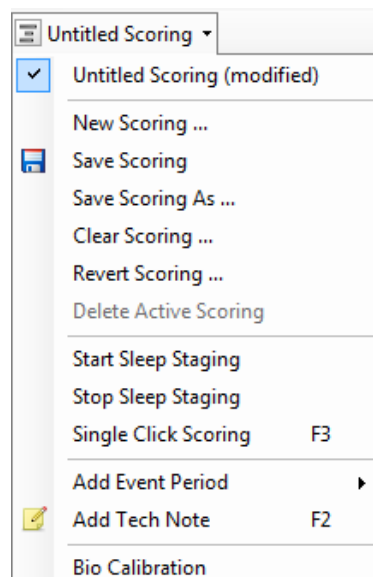 Untitled Scoring
Untitled Scoring (modified)
New Scoring ...
Save Scoring
Save Scoring As ...
Clear Scoring ...
Revert Scoring ...
Delete Active Scoring
Start Sleep Staging
Stop Sleep Staging
Single Click Scoring F3
Add Event Period
Add Tech Note F2
Bio Calibration